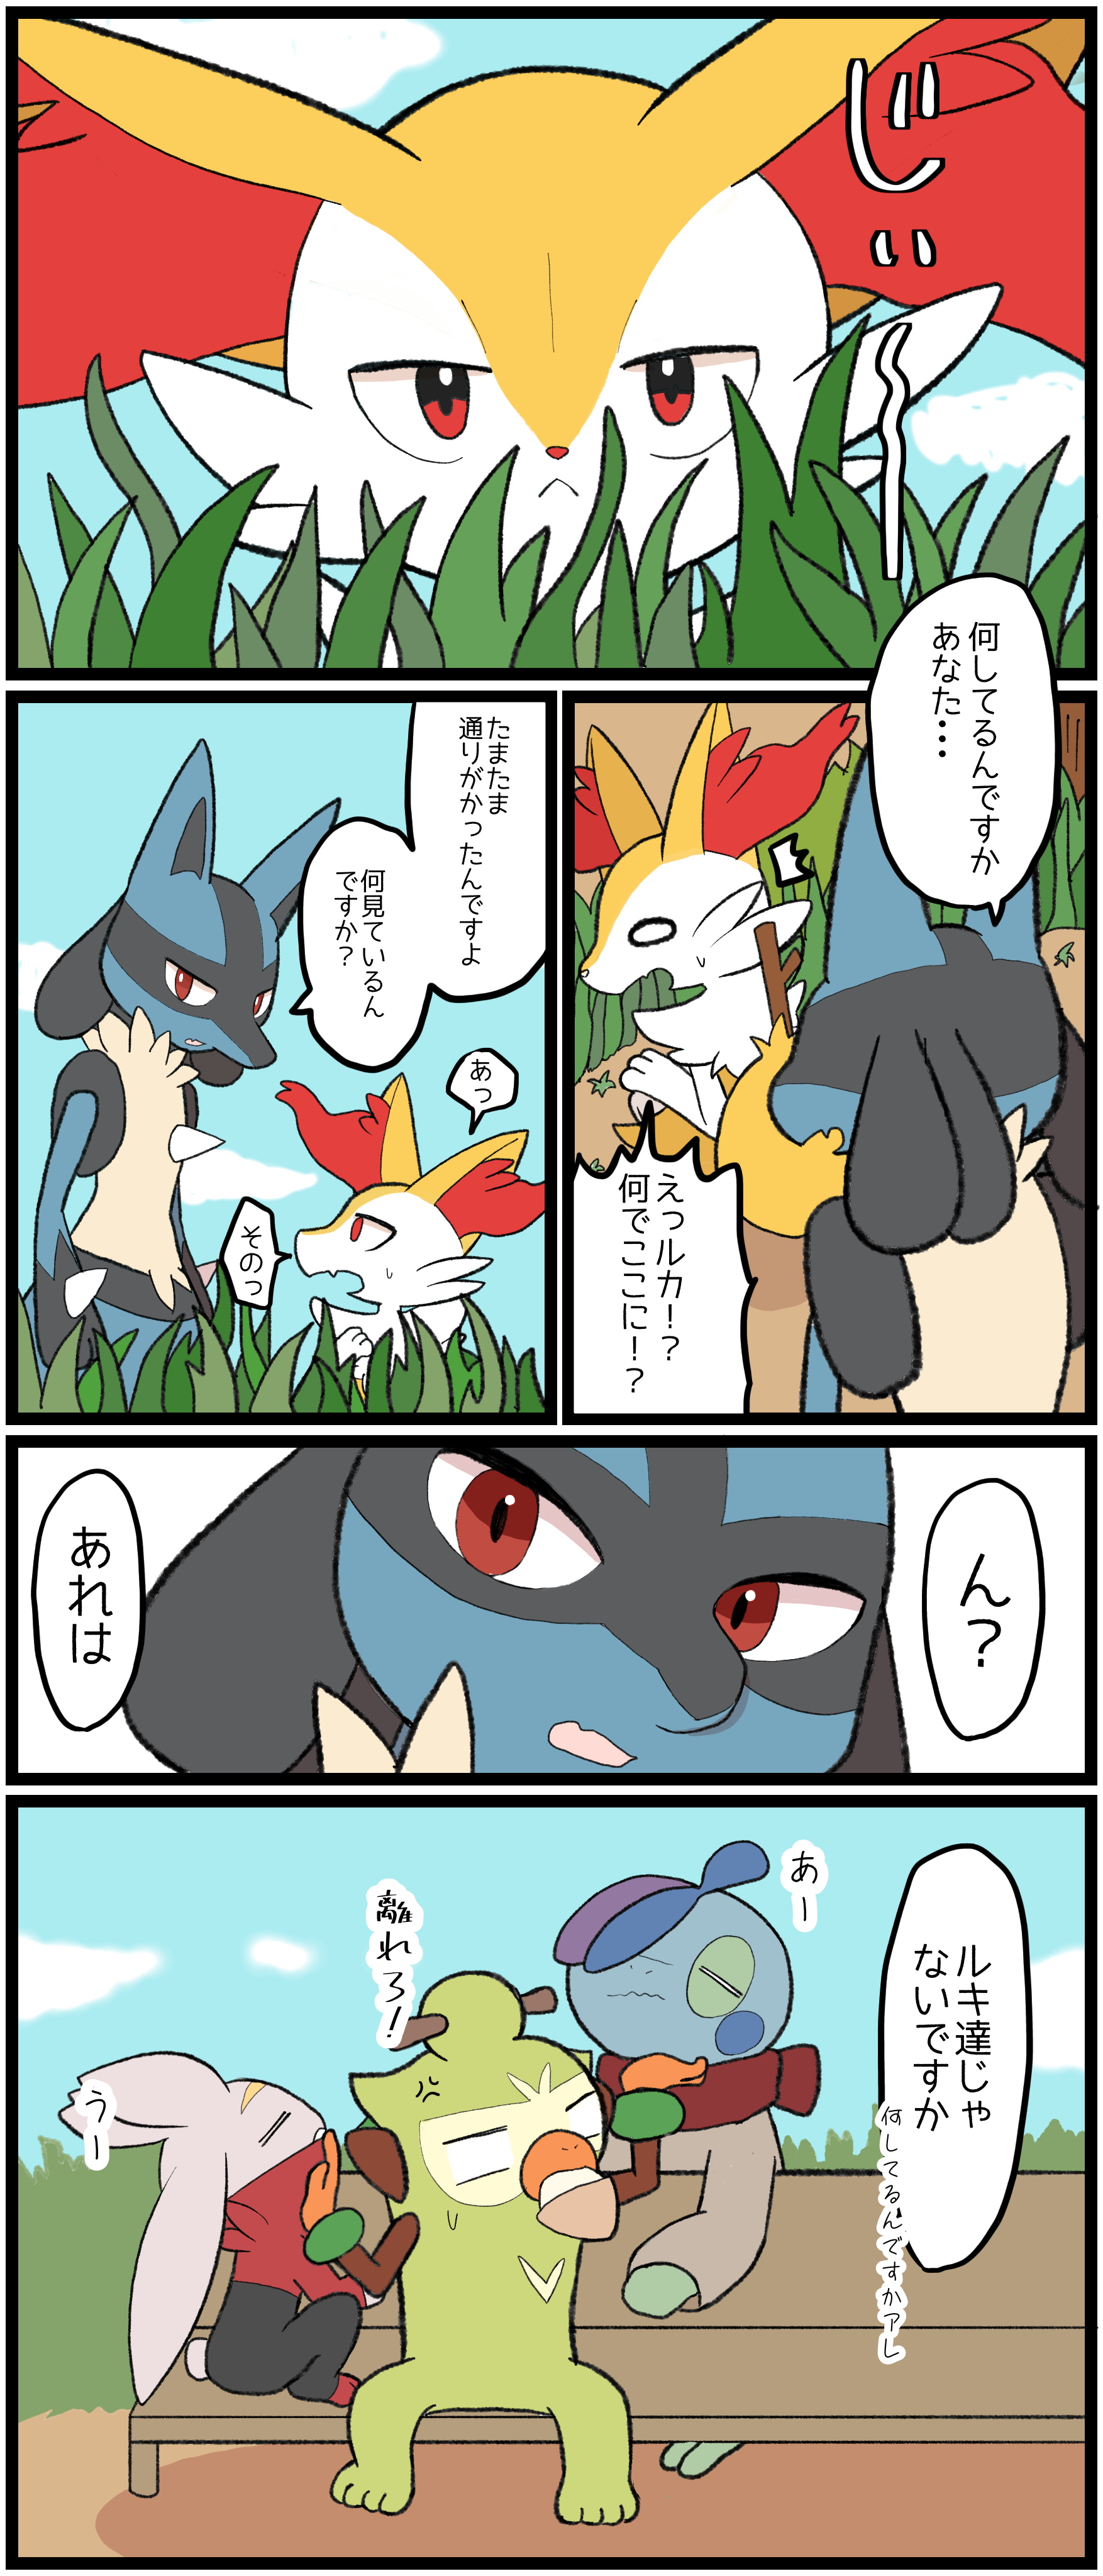 じぃ〜
何してるんですか
あなた・・・
えっルカ！？
何でここに！？
たまたま
通りがかったんですよ
何見ているん
ですか？
あっ
そのっ
ん？
あれは
ルキ達じゃ
ないですか
何してるんですかアレ
あー
離れろ！
うー